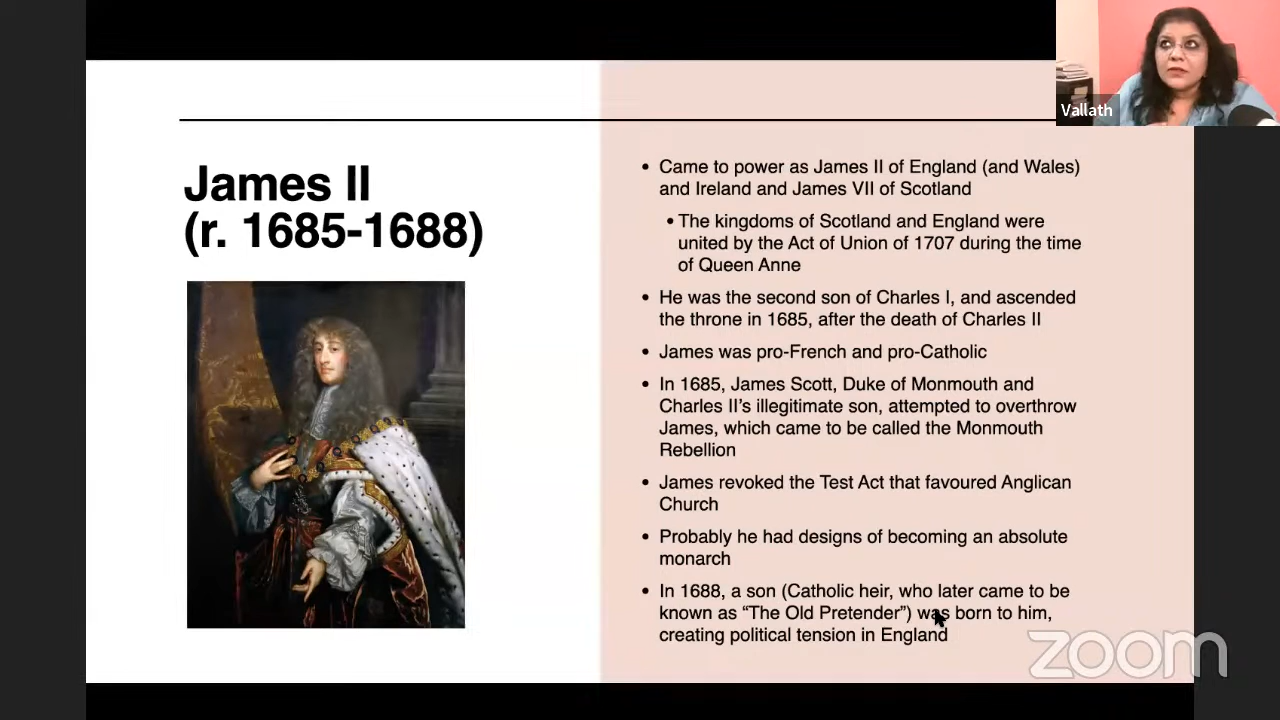 Vallath
James II
(r. 1685-1688)
• Came to power as James II of England (and Wales)
and Ireland and James VII of Scotland
• The kingdoms of Scotland and England were
united by the Act of Union of 1707 during the time
of Queen Anne
• He was the second son of Charles I, and ascended
the throne in 1685, after the death of Charles II
• James was pro-French and pro-Catholic
• In 1685, James Scott, Duke of Monmouth and
Charles II’s illegitimate son, attempted to overthrow
James, which came to be called the Monmouth
Rebellion
• James revoked the Test Act that favoured Anglican
Church
• Probably he had designs of becoming an absolute
monarch
• In 1688, a son (Catholic heir, who later came to be
known as “The Old Pretender”) was born to him,
creating political tension in England
zoom